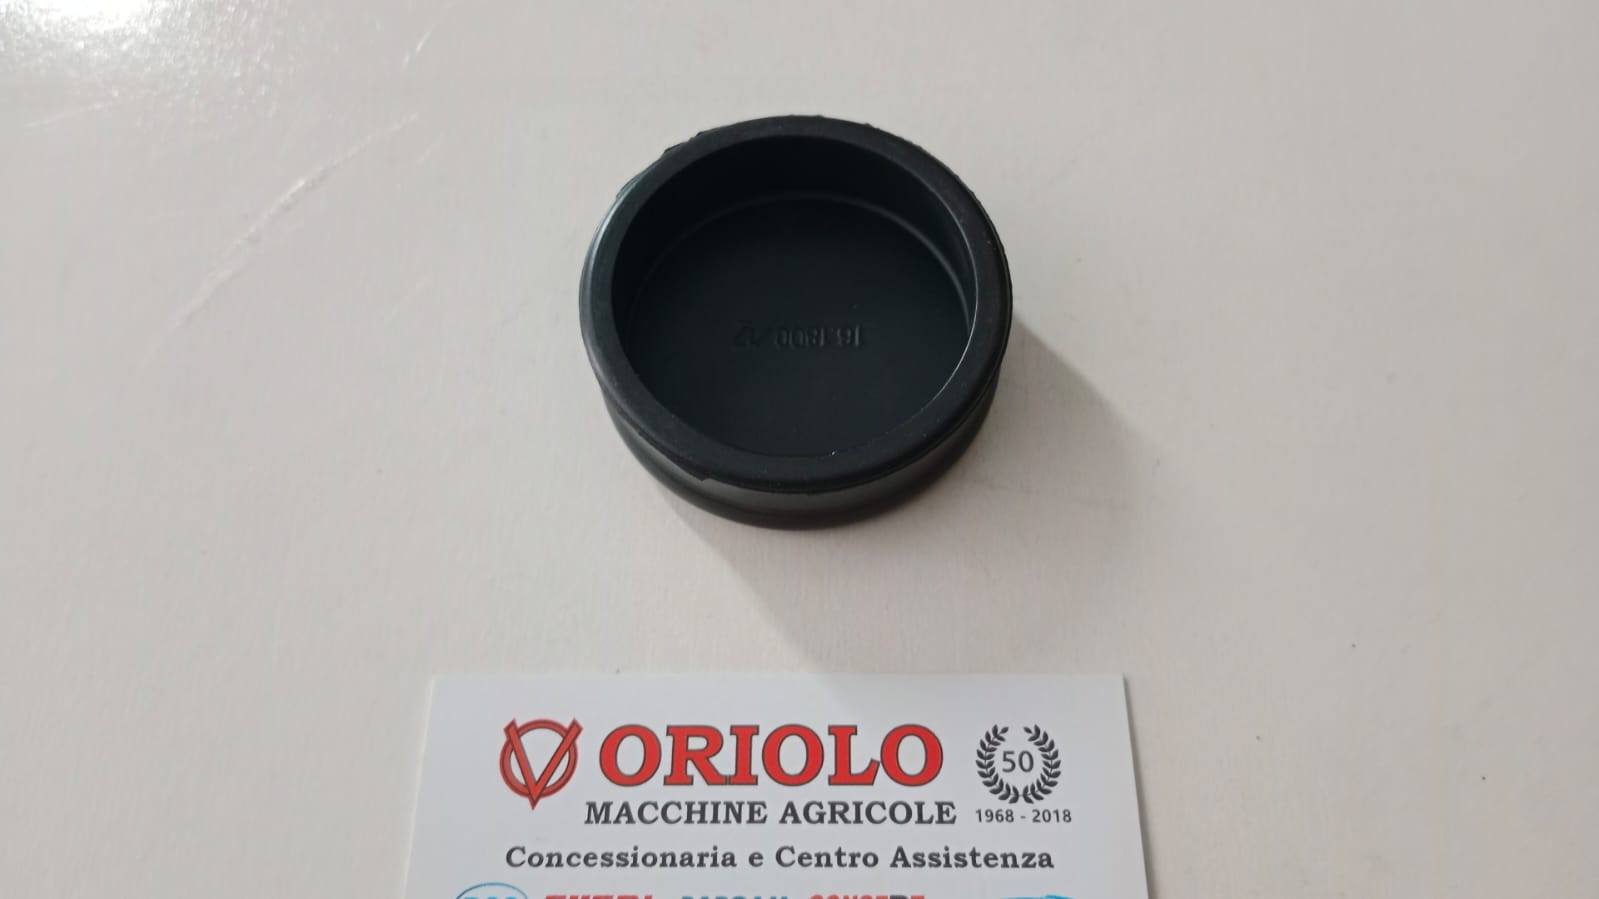 ORIOLO
50
MACCHINE AGRICOLE
1968 - 2018
Concessionaria e Centro Assistenza